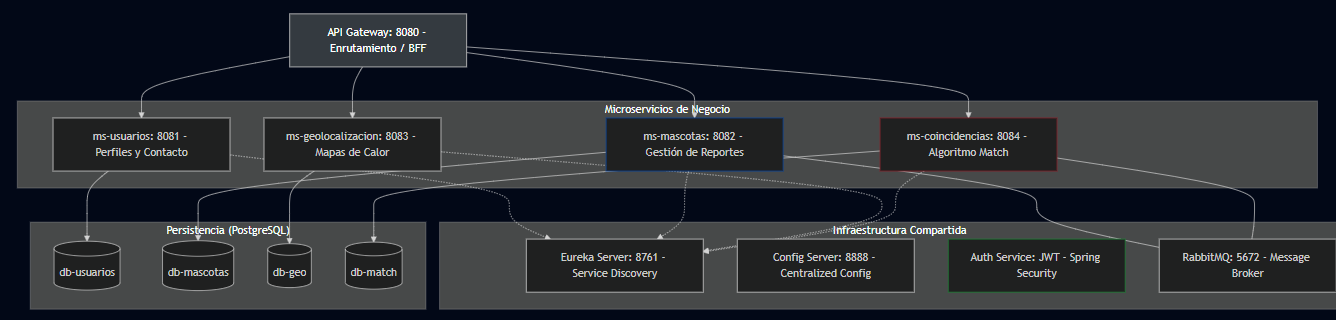 API Gateway: 8080 -
Enrutamiento / BFF
Microservicios de Negocio
ms-usuarios: 8081 -
Perfiles y Contacto
ms-geolocalizacion: 8083 -
Mapas de Calor
ms-mascotas: 8082 -
Gestión de Reportes
ms-coincidencias: 8084 -
Algoritmo Match
Persistencia (PostgreSQL)
db-usuarios
db-mascotas
db-geo
db-match
Infraestructura Compartida
Eureka Server: 8761 -
Service Discovery
Config Server: 8888 -
Centralized Config
Auth Service: JWT - Spring
Security
RabbitMQ: 5672 - Message
Broker